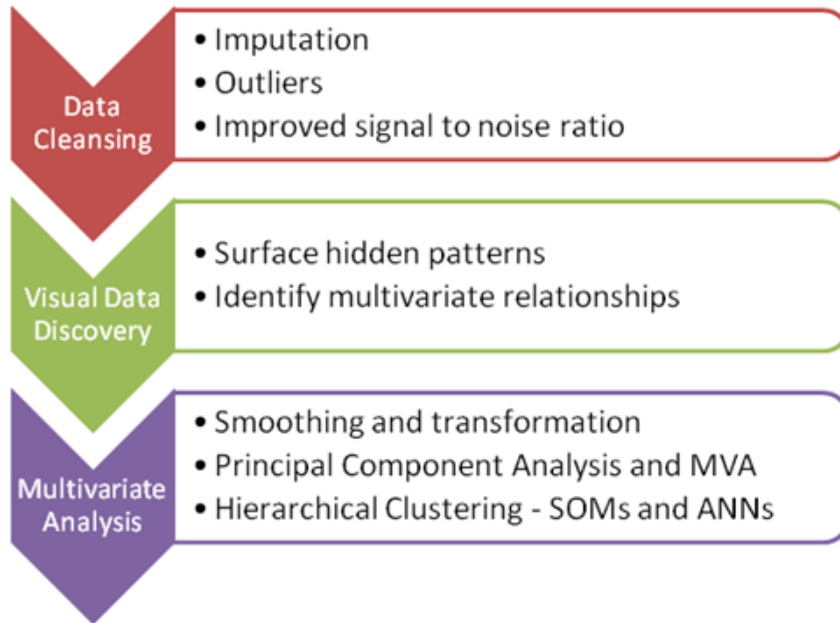 Data
Cleansing
• Imputation
• Outliers
• Improved signal to noise ratio
Visual Data
Discovery
• Surface hidden patterns
• Identify multivariate relationships
Multivariate
Analysis
• Smoothing and transformation
• Principal Component Analysis and MVA
• Hierarchical Clustering - SOMs and ANNs